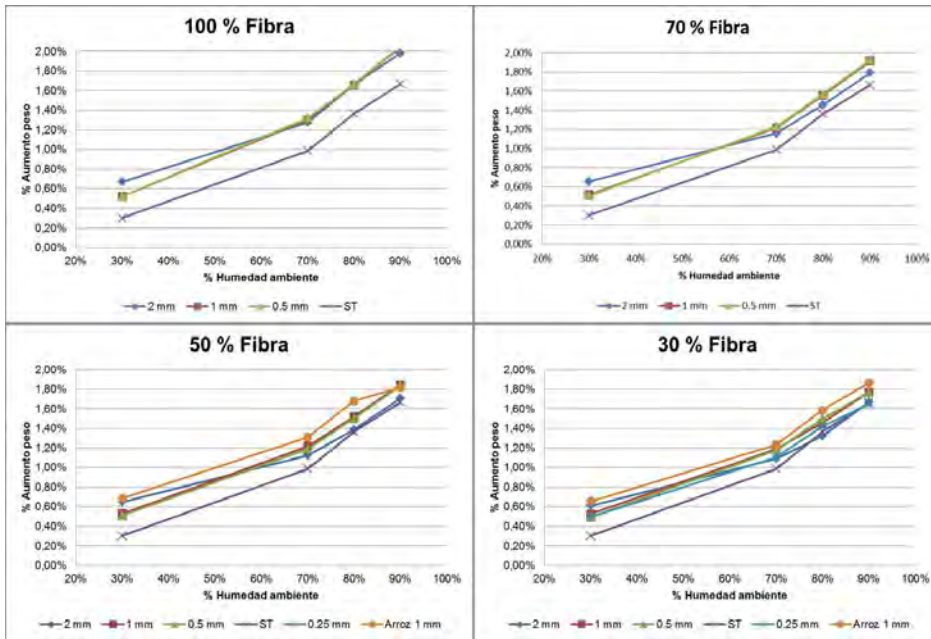 100 % Fibra
% Aumento peso
2,00%
1,80%
1,60%
1,40%
1,20%
1,00%
0,80%
0,60%
0,40%
0,20%
0,00%
20% 30% 40% 50% 60% 70% 80% 90% 100%
% Humedad ambiente
2 mm 1 mm 0.5 mm ST
70 % Fibra
% Aumento peso
2,00%
1,80%
1,60%
1,40%
1,20%
1,00%
0,80%
0,60%
0,40%
0,20%
0,00%
20% 30% 40% 50% 60% 70% 80% 90% 100%
% Humedad ambiente
2 mm 1 mm 0.5 mm ST
50 % Fibra
% Aumento peso
2,00%
1,80%
1,60%
1,40%
1,20%
1,00%
0,80%
0,60%
0,40%
0,20%
0,00%
20% 30% 40% 50% 60% 70% 80% 90% 100%
% Humedad ambiente
2 mm 1 mm 0.5 mm ST 0.25 mm Arroz 1 mm
30 % Fibra
% Aumento peso
2,00%
1,80%
1,60%
1,40%
1,20%
1,00%
0,80%
0,60%
0,40%
0,20%
0,00%
20% 30% 40% 50% 60% 70% 80% 90% 100%
% Humedad ambiente
2 mm 1 mm 0.5 mm ST 0.25 mm Arroz 1 mm